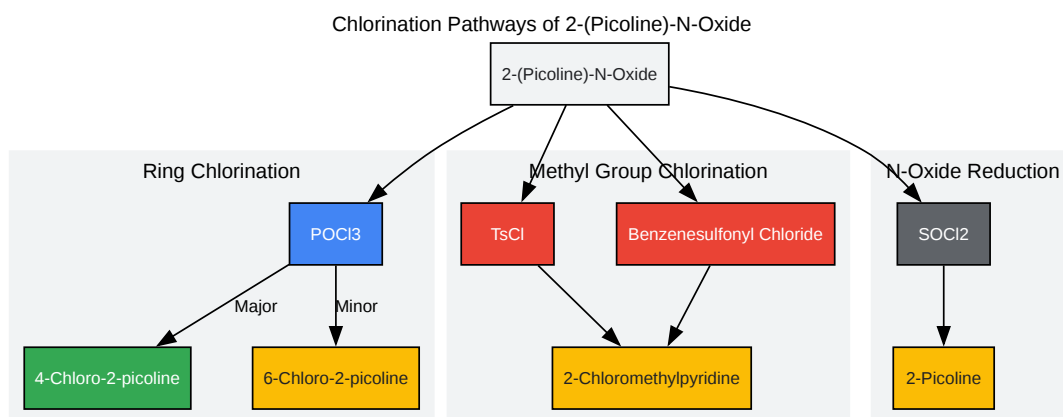 Chlorination Pathways of 2-(Picoline)-N-Oxide
2-(Picoline)-N-Oxide
Ring Chlorination
Methyl Group Chlorination
N-Oxide Reduction
POCl3
TsCl
Benzenesulfonyl Chloride
SOCl2
Major
Minor
4-Chloro-2-picoline
6-Chloro-2-picoline
2-Chloromethylpyridine
2-Picoline